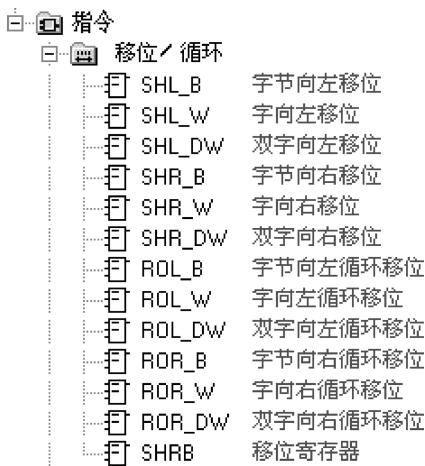 指令
移位/循环
SHL_B 字节向左移位
SHL_W 字向左移位
SHL_DW 双字向左移位
SHR_B 字节向右移位
SHR_W 字向右移位
SHR_DW 双字向右移位
ROL_B 字节向左循环移位
ROL_W 字向左循环移位
ROL_DW 双字向左循环移位
ROR_B 字节向右循环移位
ROR_W 字向右循环移位
ROR_DW 双字向右循环移位
SHRB 移位寄存器